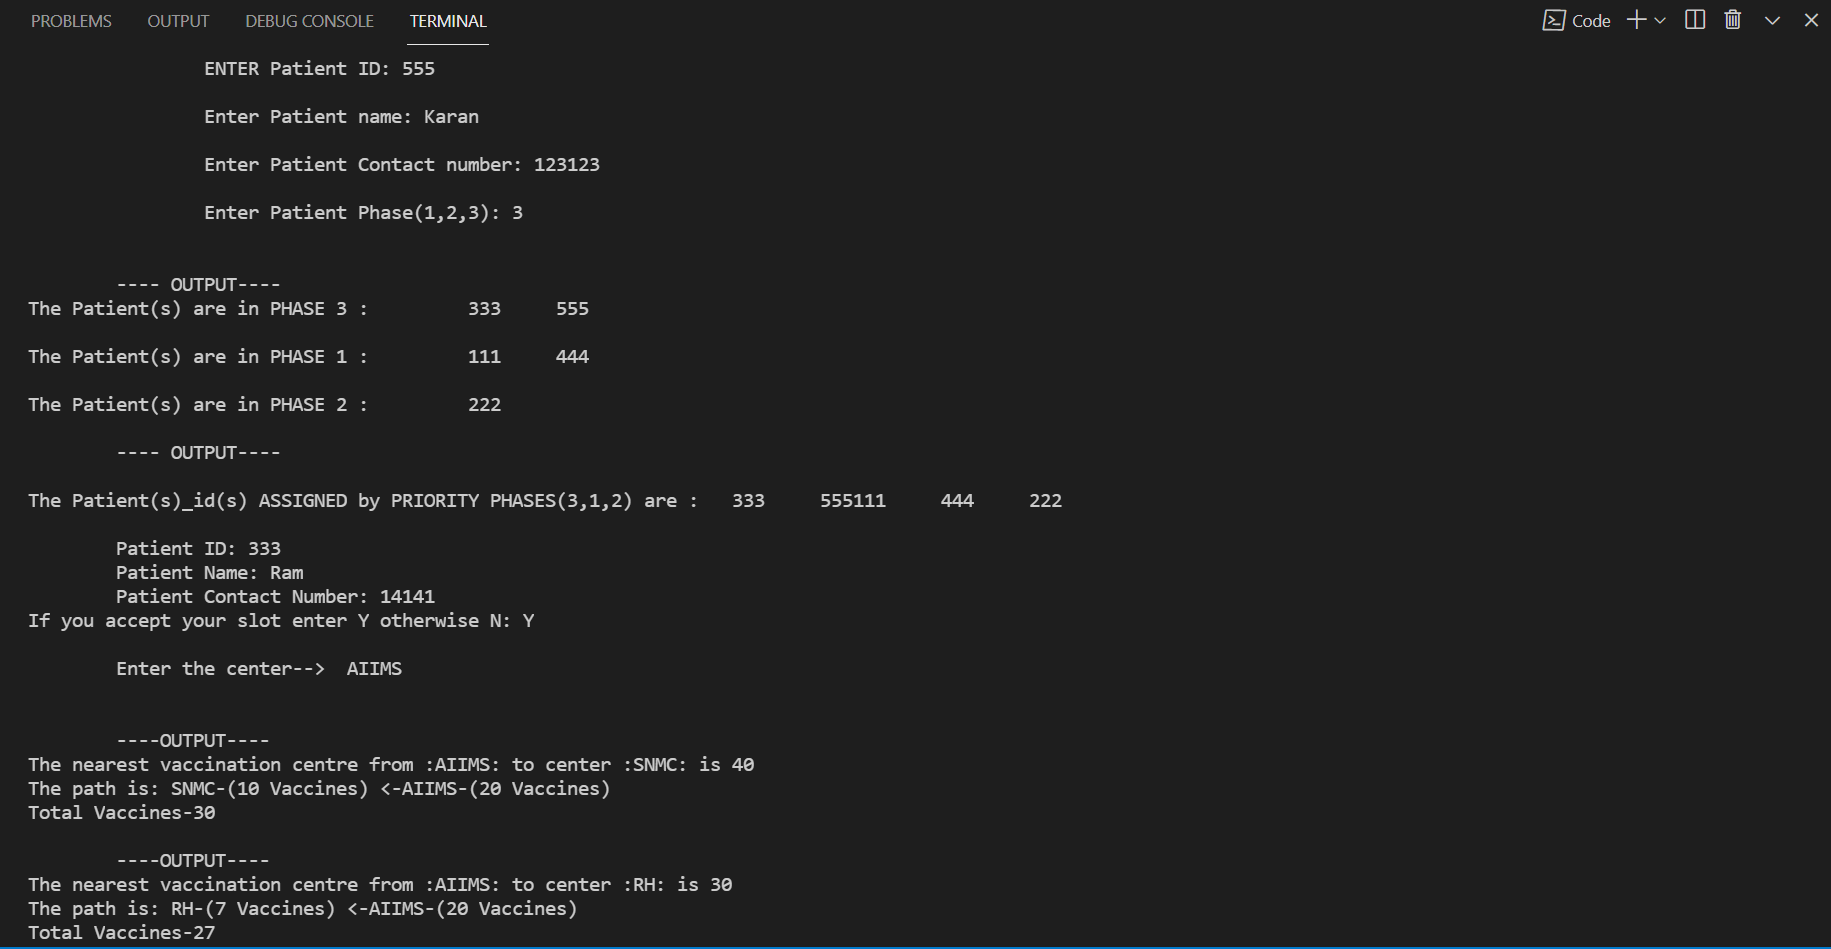 PROBLEMS OUTPUT DEBUG CONSOLE TERMINAL Code
ENTER Patient ID: 555
Enter Patient name: Karan
Enter Patient Contact number: 123123
Enter Patient Phase(1,2,3): 3
---- OUTPUT----
The Patient(s) are in PHASE 3 : 333 555
The Patient(s) are in PHASE 1 : 111 444
The Patient(s) are in PHASE 2 : 222
---- OUTPUT----
The Patient(s)_id(s) ASSIGNED by PRIORITY PHASES(3,1,2) are : 333 555111 444 222
Patient ID: 333
Patient Name: Ram
Patient Contact Number: 14141
If you accept your slot enter Y otherwise N: Y
Enter the center--> AIIMS
----OUTPUT----
The nearest vaccination centre from :AIIMS: to center :SNMC: is 40
The path is: SNMC-(10 Vaccines) <-AIIMS-(20 Vaccines)
Total Vaccines-30
----OUTPUT----
The nearest vaccination centre from :AIIMS: to center :RH: is 30
The path is: RH-(7 Vaccines) <-AIIMS-(20 Vaccines)
Total Vaccines-27